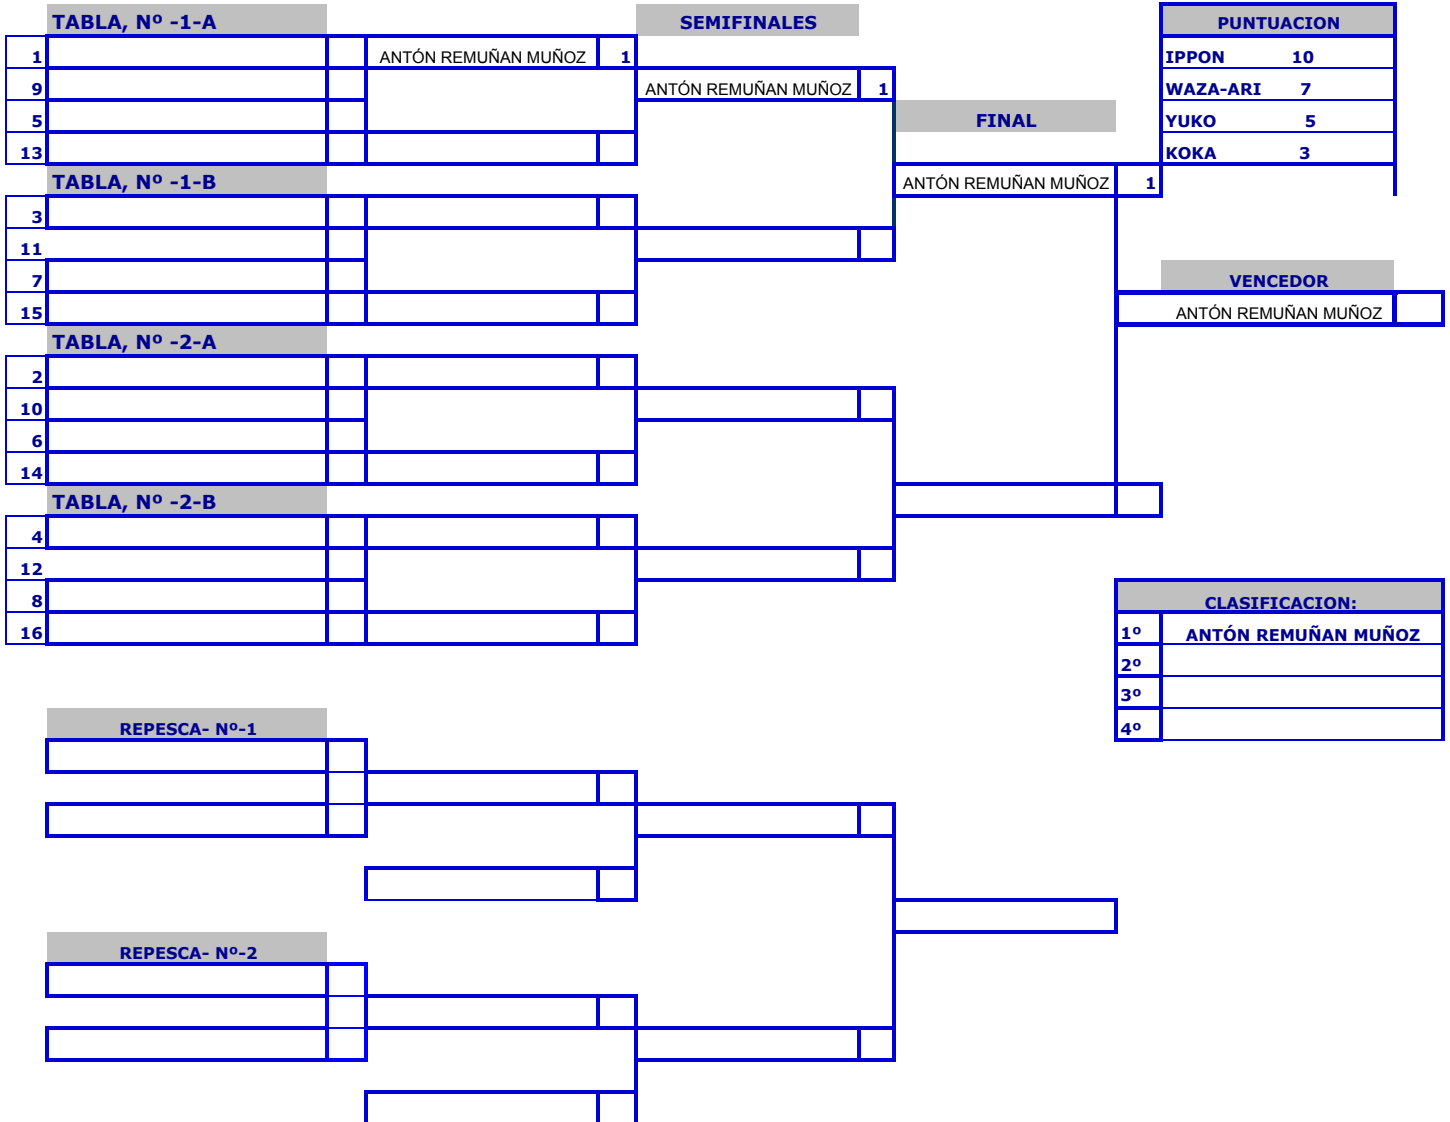 TABLA, Nº -1-A SEMIFINALES PUNTUACION
1 ANTÓN REMUÑAN MUÑOZ 1 IPPON 10
9 ANTÓN REMUÑAN MUÑOZ 1 WAZA-ARI 7
5 FINAL YUKO 5
13 KOKA 3
TABLA, Nº -1-B ANTÓN REMUÑAN MUÑOZ 1
3
11
7 VENCEDOR
15 ANTÓN REMUÑAN MUÑOZ
TABLA, Nº -2-A
2
10
6
14
TABLA, Nº -2-B
4
12
8 CLASIFICACION:
16 1º ANTÓN REMUÑAN MUÑOZ
2º
3º
REPESCA- Nº-1 4º
REPESCA- Nº-2